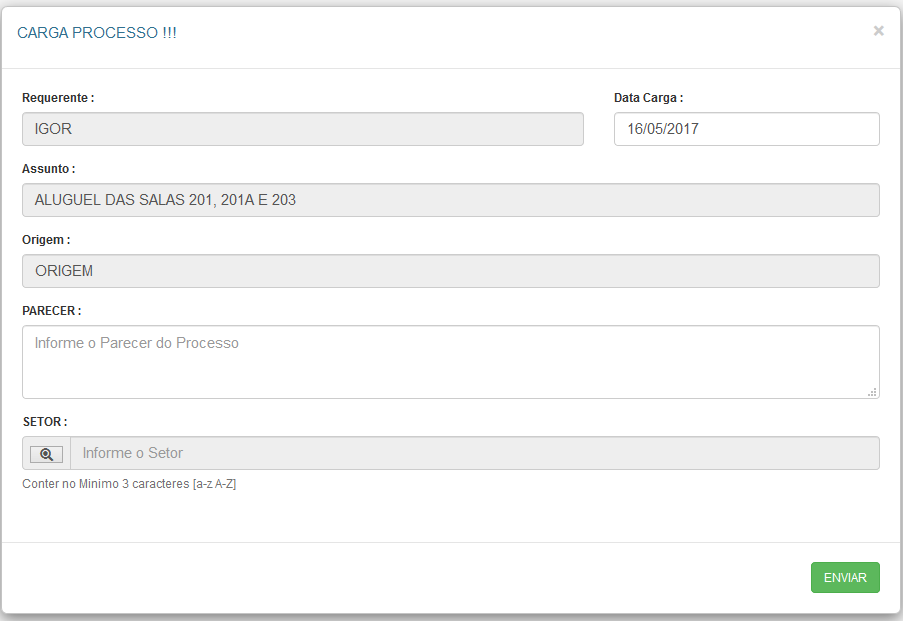 CARGA PROCESSO !!!
×
Requerente :
Data Carga :
IGOR
16/05/2017
Assunto :
ALUGUEL DAS SALAS 201, 201A E 203
Origem :
ORIGEM
PARECER :
Informe o Parecer do Processo
SETOR :
Informe o Setor
Conter no Minimo 3 caracteres [a-z A-Z]
ENVIAR